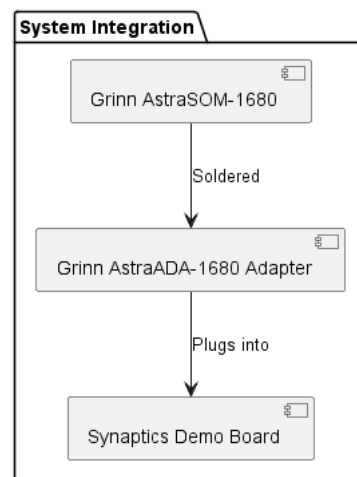 System Integration
Grinn AstraSOM-1680
Soldered
Grinn AstraADA-1680 Adapter
Plugs into
Synaptics Demo Board